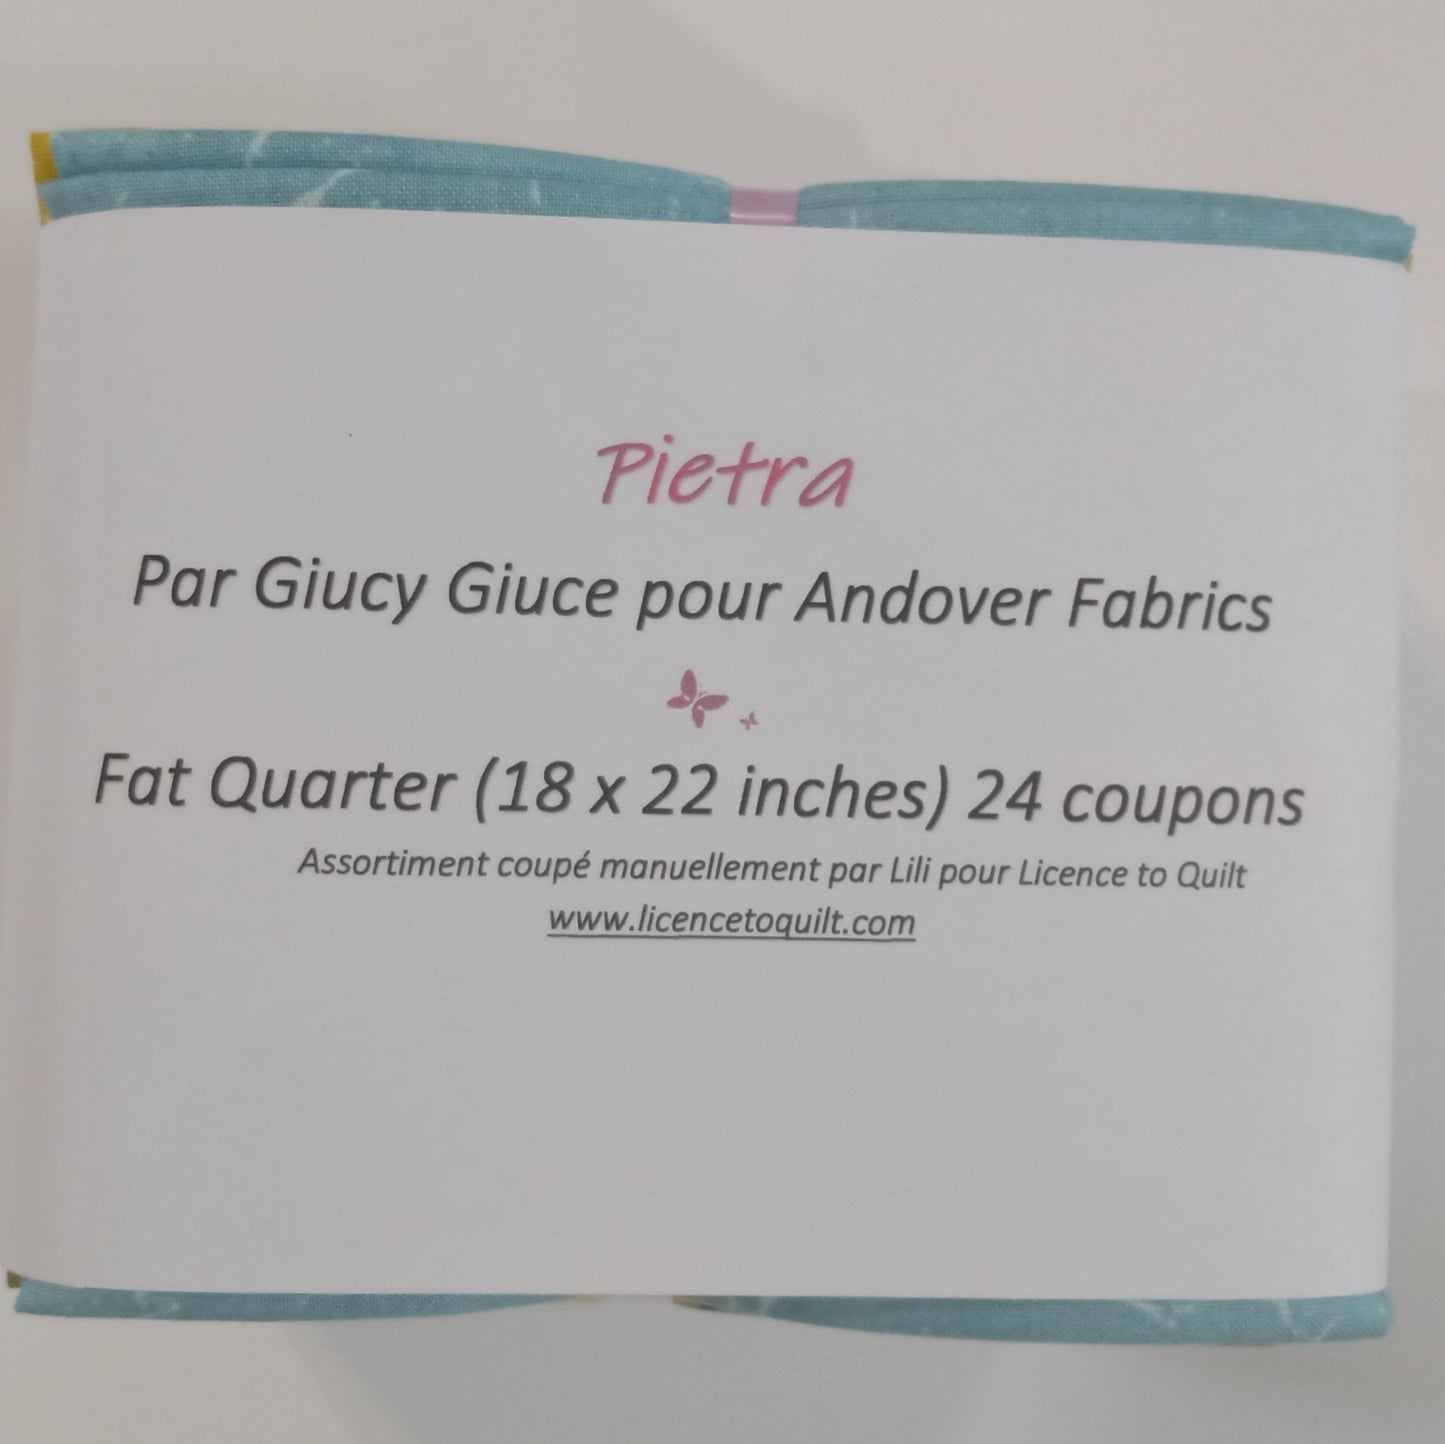 Pietra
Par Giucy Giuce pour Andover Fabrics
Fat Quarter (18 x 22 inches) 24 coupons
Assortiment coupé manuellement par Lili pour Licence to Quilt
www.licencetoquilt.com